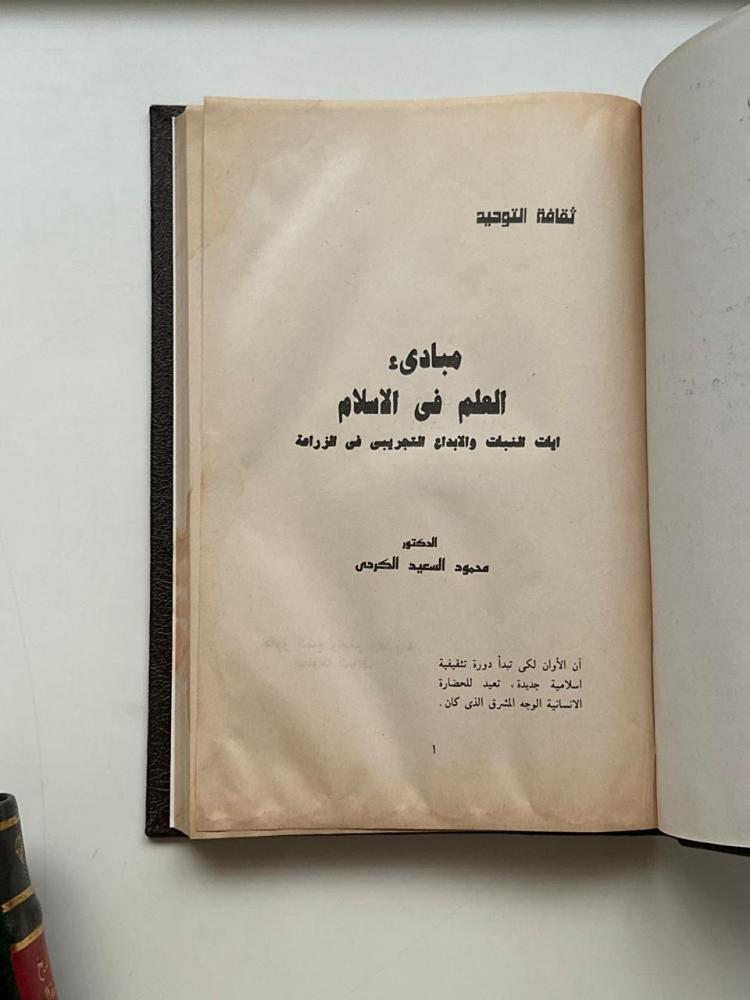 ثقافة التوحيد
مبادىء
العلم فى الاسلام
ايات النبات والابداع التجريبى فى الزراعة
الدكتور
محمود السعيد الكردى
آن الأوان لكى تبدأ دورة تثقيفية
اسلامية جديدة ، تعيد للحضارة
الانسانية الوجه المشرق الذى كان .
١